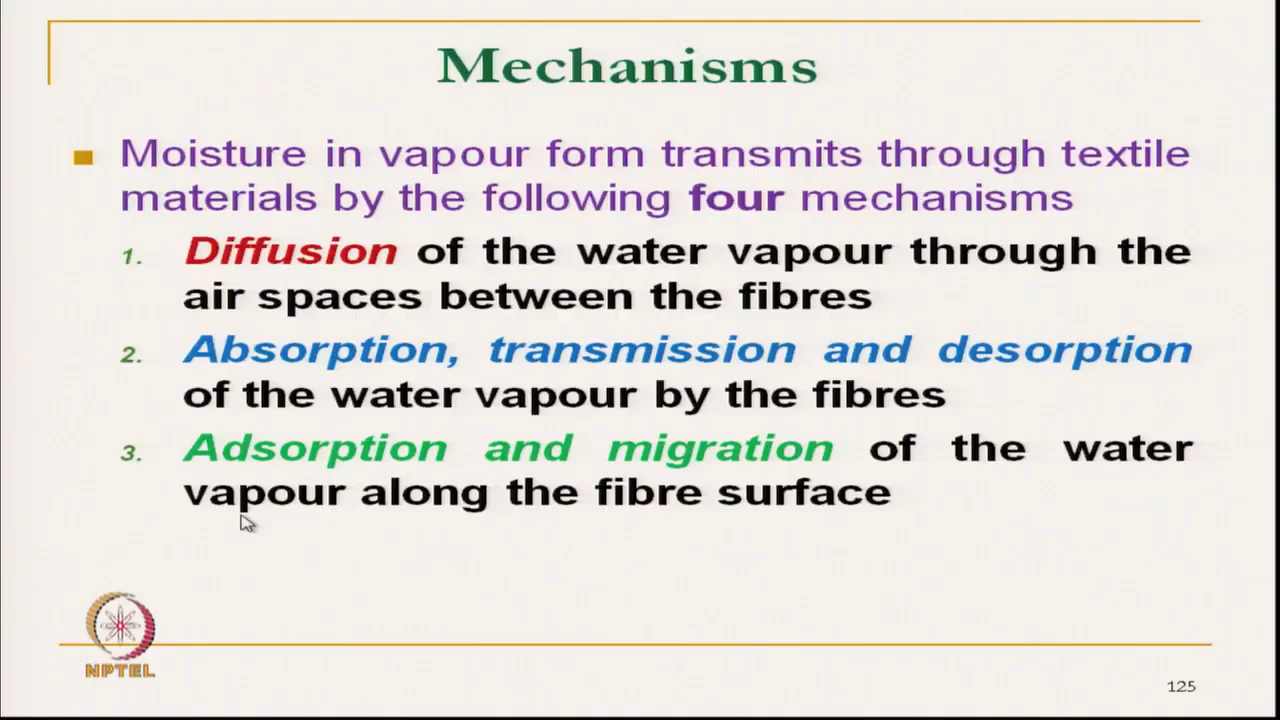 Mechanisms
Moisture in vapour form transmits through textile
materials by the following four mechanisms
1. Diffusion of the water vapour through the
air spaces between the fibres
2. Absorption, transmission and desorption
of the water vapour by the fibres
3. Adsorption and migration of the water
vapour along the fibre surface
NPTEL
125